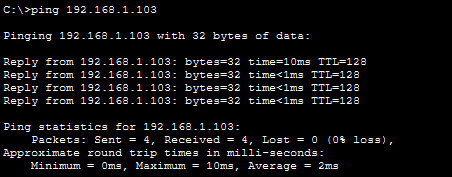 C:\>ping 192.168.1.103
Pinging 192.168.1.103 with 32 bytes of data:
Reply from 192.168.1.103: bytes=32 time=10ms TTL=128
Reply from 192.168.1.103: bytes=32 time<1ms TTL=128
Reply from 192.168.1.103: bytes=32 time<1ms TTL=128
Reply from 192.168.1.103: bytes=32 time<1ms TTL=128
Ping statistics for 192.168.1.103:
    Packets: Sent = 4, Received = 4, Lost = 0 (0% loss),
Approximate round trip times in milli-seconds:
    Minimum = 0ms, Maximum = 10ms, Average = 2ms